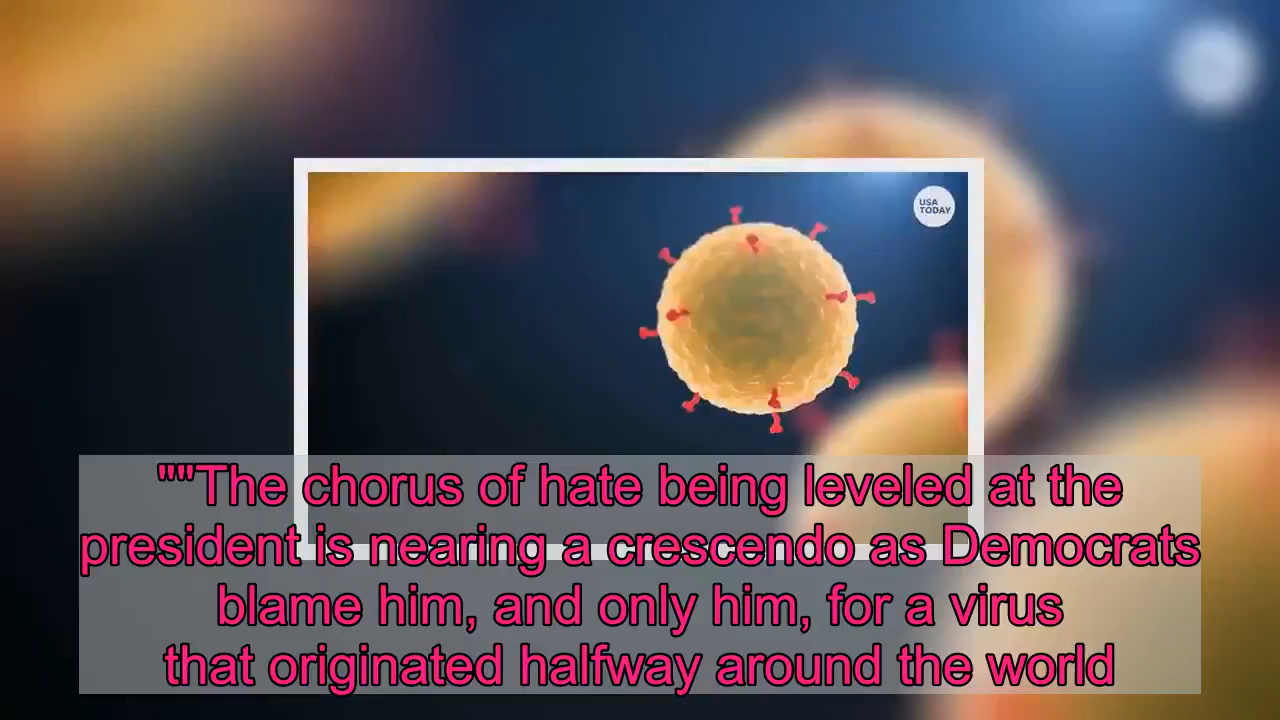 USA
TODAY
""The chorus of hate being leveled at the
president is nearing a crescendo as Democrats
blame him, and only him, for a virus
that originated halfway around the world